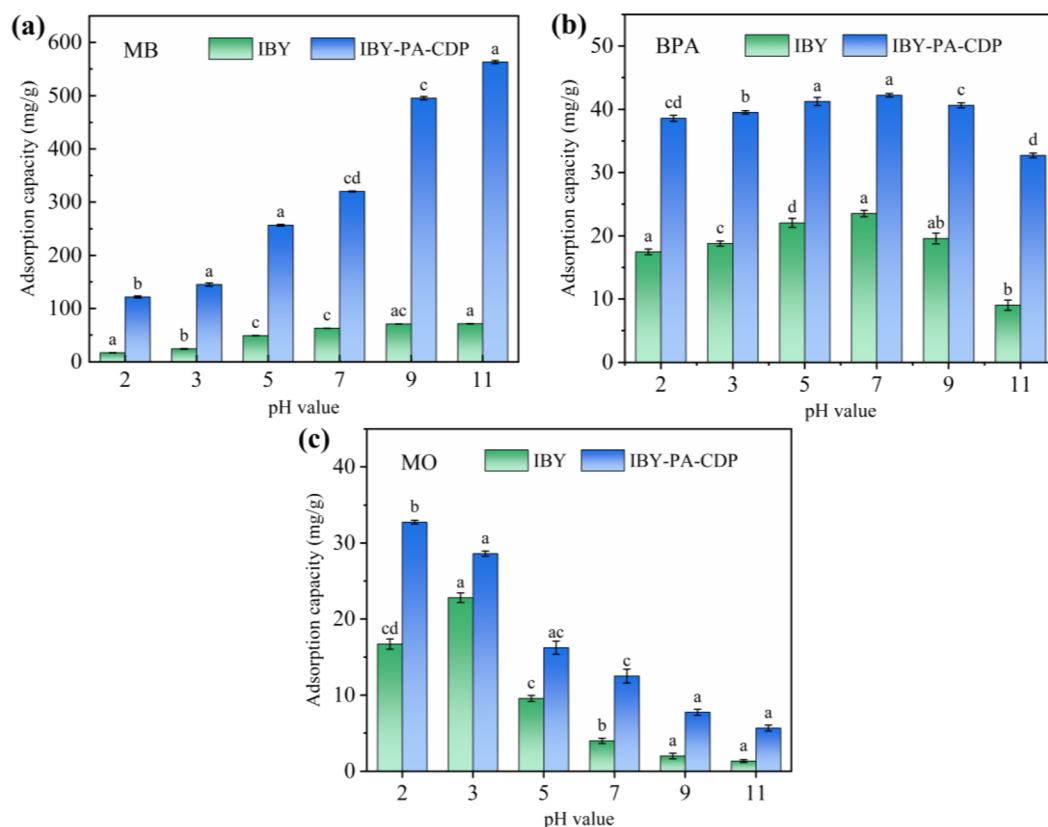 (a)
MB
IBY
IBY-PA-CDP
Adsorption capacity (mg/g)
600
500
400
300
200
100
0
a
b
b
a
c
a
c
cd
ac
c
a
a
2 3 5 7 9 11
pH value
(b)
BPA
IBY
IBY-PA-CDP
Adsorption capacity (mg/g)
50
40
30
20
10
0
a
cd
c
b
d
a
a
a
ab
c
b
d
2 3 5 7 9 11
pH value
(c)
MO
IBY
IBY-PA-CDP
Adsorption capacity (mg/g)
40
30
20
10
0
cd
b
a
a
c
ac
b
c
a
a
a
a
2 3 5 7 9 11
pH value